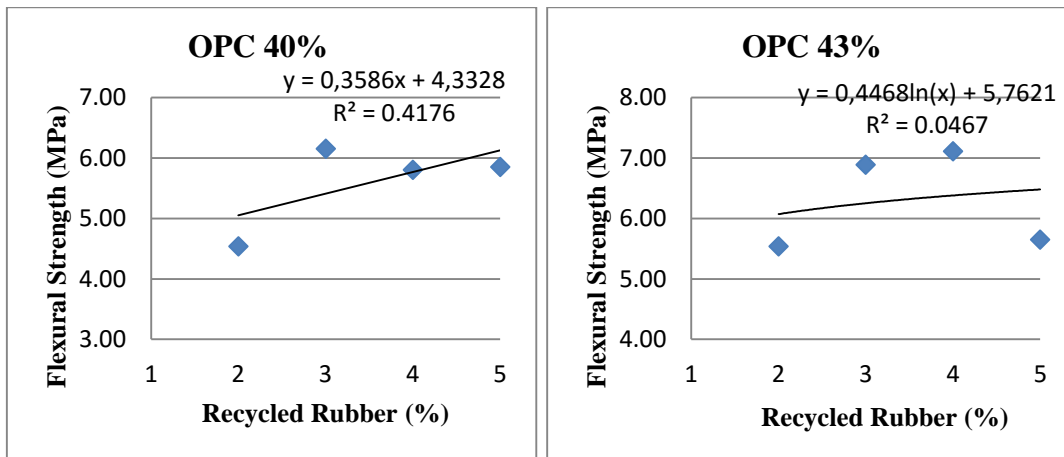 OPC 40%
y = 0,3586x + 4,3328
R² = 0.4176
7.00
6.00
5.00
4.00
3.00
1 2 3 4 5
Flexural Strength (MPa)
Recycled Rubber (%)
OPC 43%
y = 0,4468ln(x) + 5,7621
R² = 0.0467
8.00
7.00
6.00
5.00
4.00
1 2 3 4 5
Flexural Strength (MPa)
Recycled Rubber (%)